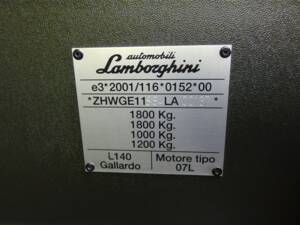 automobili
Lamborghini
e3*2001/116*0152*00
*ZHWGE11 LA
1800 Kg.
1800 Kg.
1000 Kg.
1200 Kg.
L140
Gallardo
Motore tipo
07L